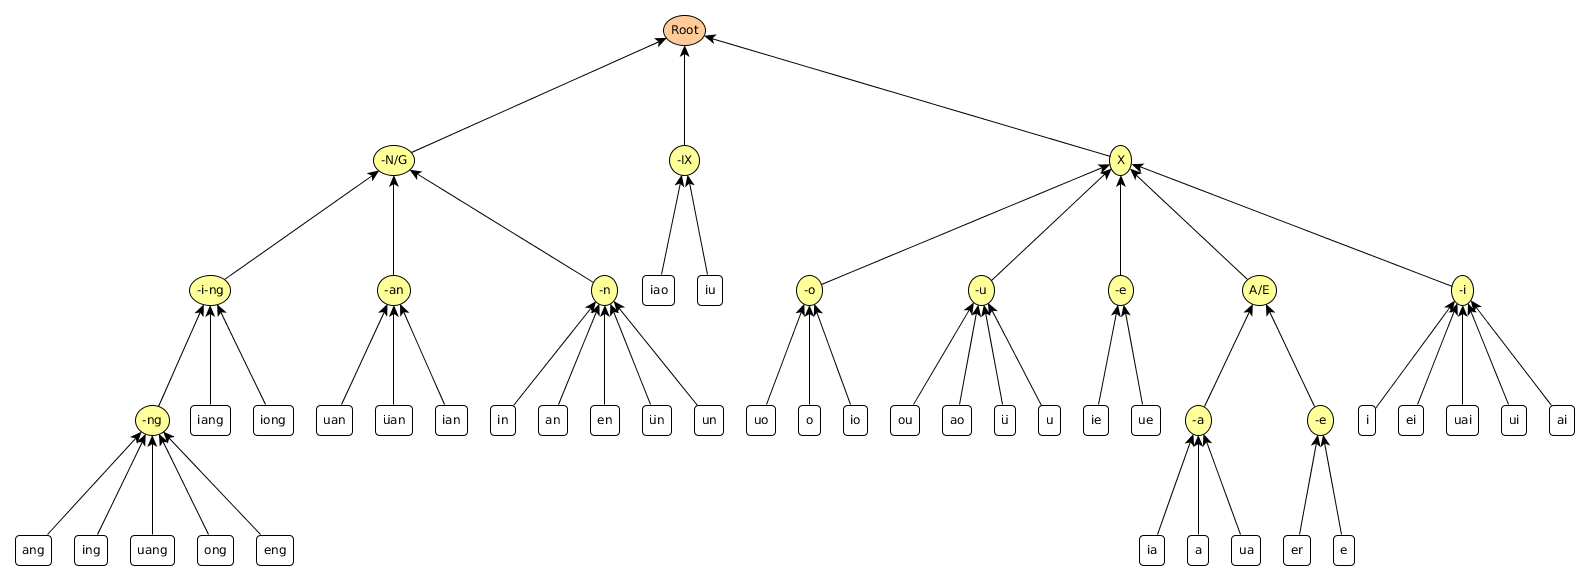 Root
-N/G -IX X
-i-ng -an -n iao iu -o -u -e A/E -i
-ng iang iong uan üan ian in an en ün un uo o io ou ao ü u ie ue -a -e i ei uai ui ai
ang ing uang ong eng ia a ua er e